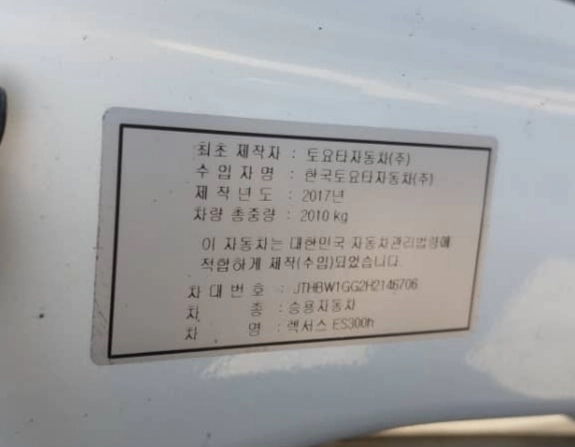 최초 제작자 : 토요타자동차(주)
수 입 자 명 : 한국토요타자동차(주)
제 작 년 도 : 2017년
차량 총중량 : 2010 kg
이 자동차는 대한민국 자동차관리법령에
적합하게 제작(수입)되었습니다.
차 대 번 호 : JTHBW1GG2H2146706
차 종 : 승용자동차
차 명 : 렉서스 ES300h